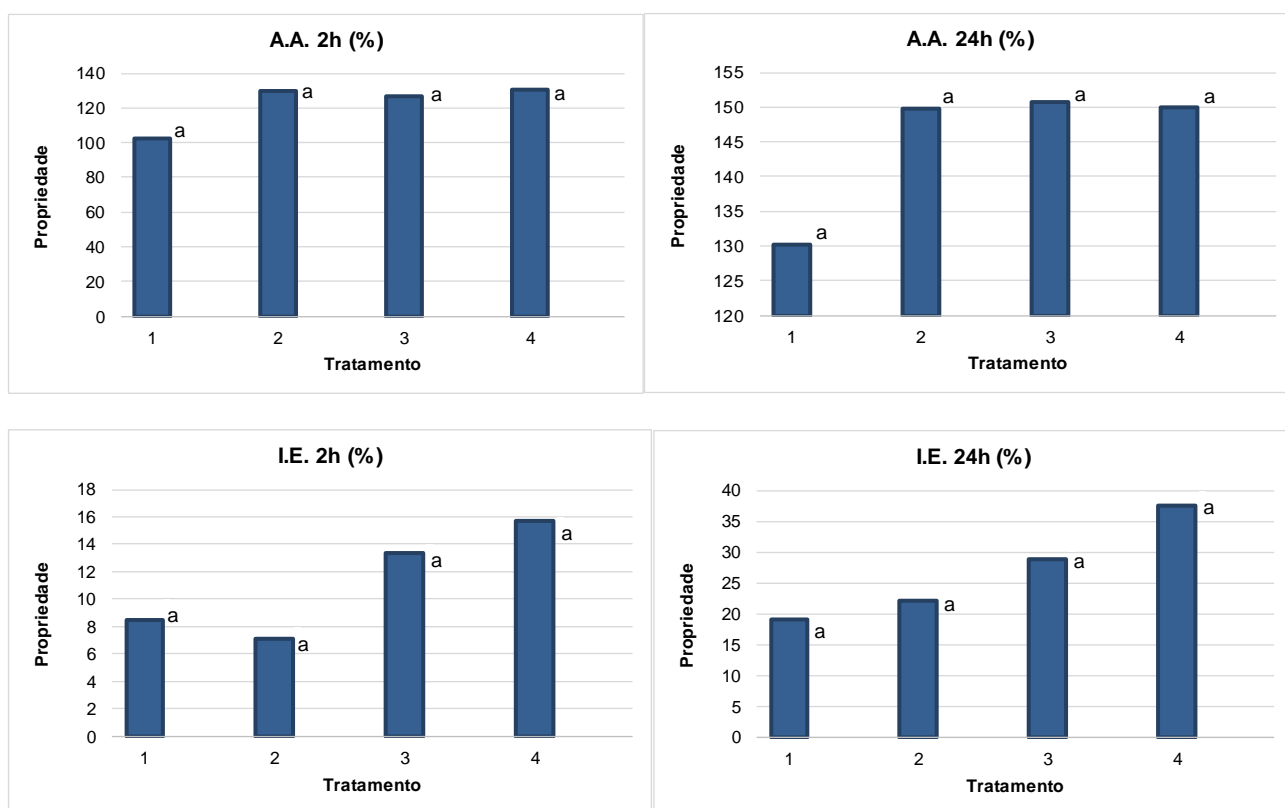 A.A. 2h (%)
140
120
100
80
60
40
20
0
a
a
a
a
1 2 3 4
Propriedade
Tratamento
A.A. 24h (%)
155
150
145
140
135
130
125
120
a
a
a
a
1 2 3 4
Propriedade
Tratamento
I.E. 2h (%)
18
16
14
12
10
8
6
4
2
0
a
a
a
a
1 2 3 4
Propriedade
Tratamento
I.E. 24h (%)
40
35
30
25
20
15
10
5
0
a
a
a
a
1 2 3 4
Propriedade
Tratamento